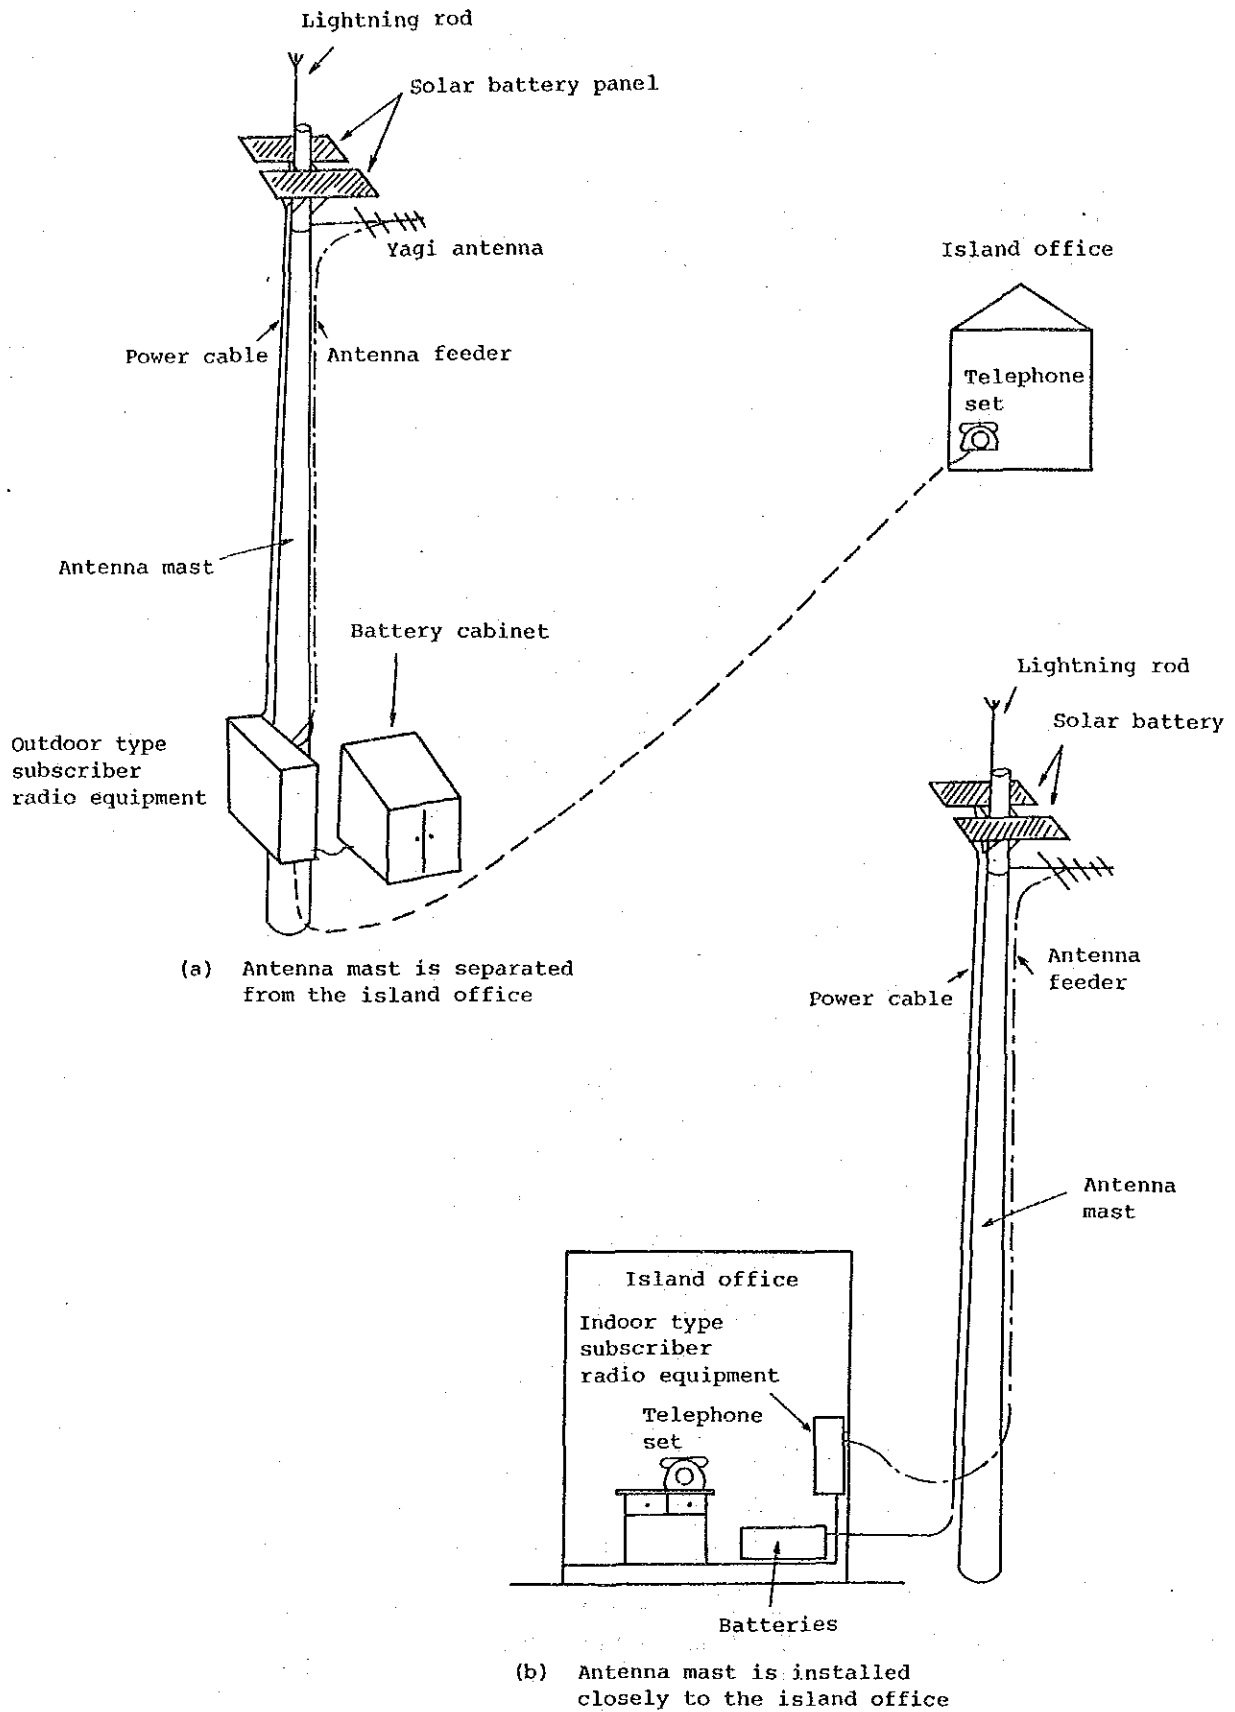 Lightning rod
Solar battery panel
Yagi antenna
Island office
Power cable
Antenna feeder
Telephone
set
Antenna mast
Battery cabinet
Outdoor type
subscriber
radio equipment
(a) Antenna mast is separated
from the island office
Lightning rod
Solar battery
Antenna
feeder
Power cable
Antenna
mast
Island office
Indoor type
subscriber
radio equipment
Telephone
set
Batteries
(b) Antenna mast is installed
closely to the island office